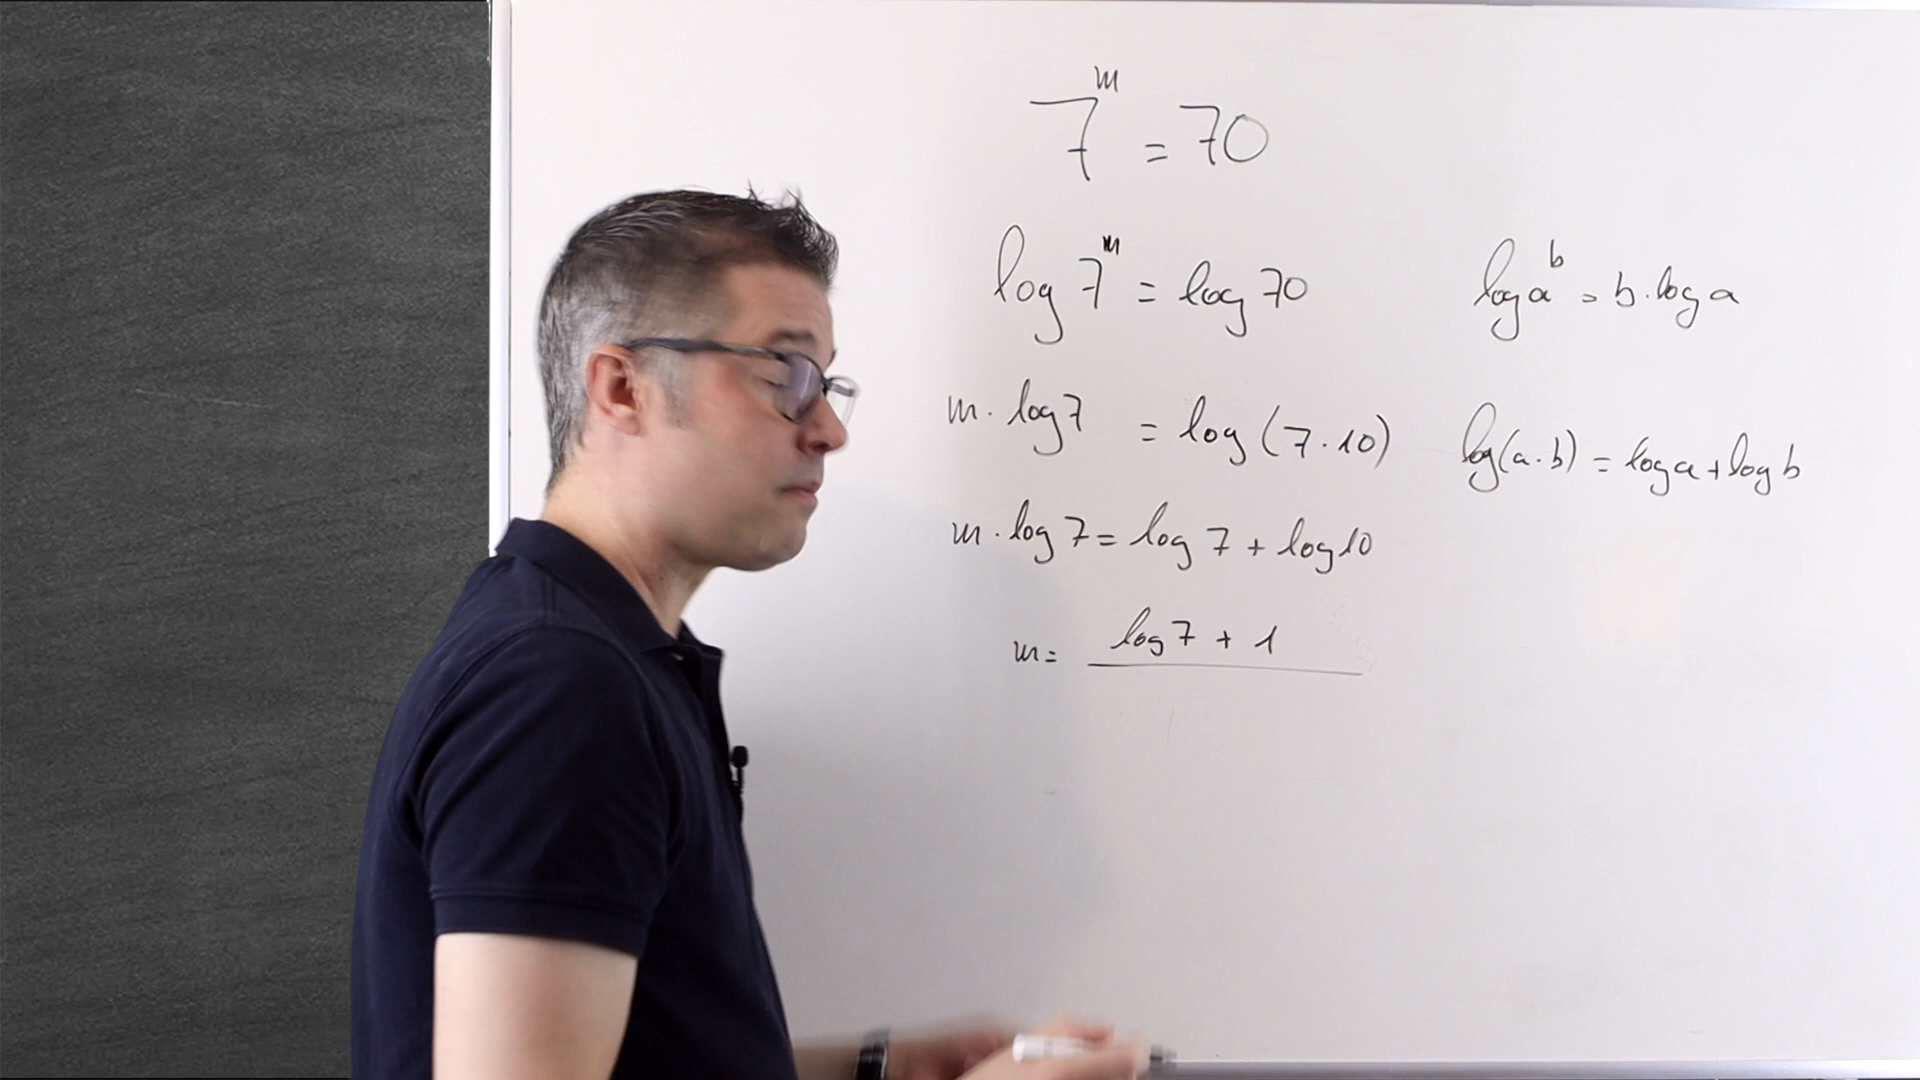 7^m = 70
log 7^m = log 70
log a^b = b · log a
m · log 7 = log (7 · 10)
log(a · b) = log a + log b
m · log 7 = log 7 + log 10
m = log 7 + 1